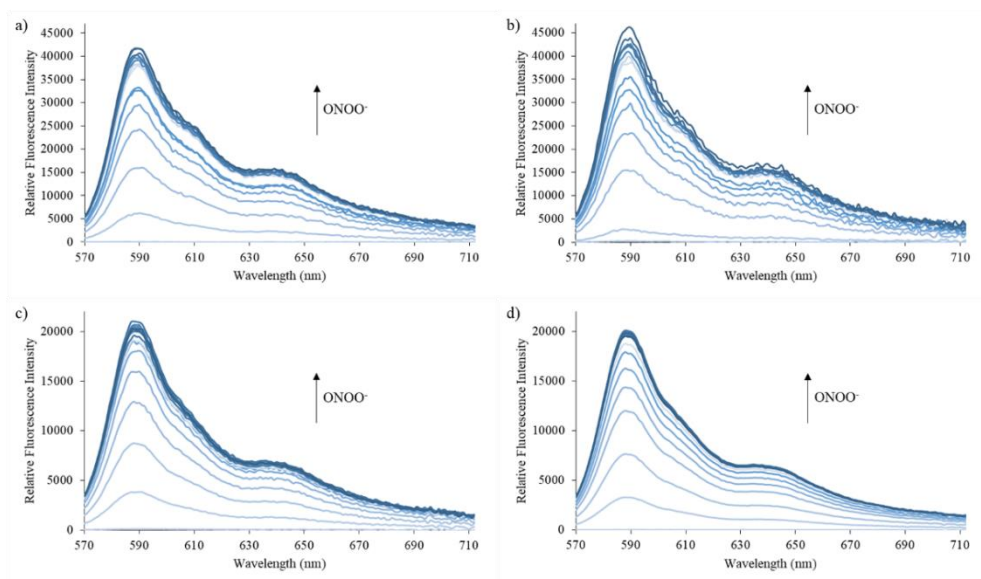 a)
Relative Fluorescence Intensity
45000
40000
35000
30000
25000
20000
15000
10000
5000
0
570 590 610 630 650 670 690 710
Wavelength (nm)
ONOO-
b)
Relative Fluorescence Intensity
45000
40000
35000
30000
25000
20000
15000
10000
5000
0
570 590 610 630 650 670 690 710
Wavelength (nm)
ONOO-
c)
Relative Fluorescence Intensity
20000
15000
10000
5000
0
570 590 610 630 650 670 690 710
Wavelength (nm)
ONOO-
d)
Relative Fluorescence Intensity
20000
15000
10000
5000
0
570 590 610 630 650 670 690 710
Wavelength (nm)
ONOO-